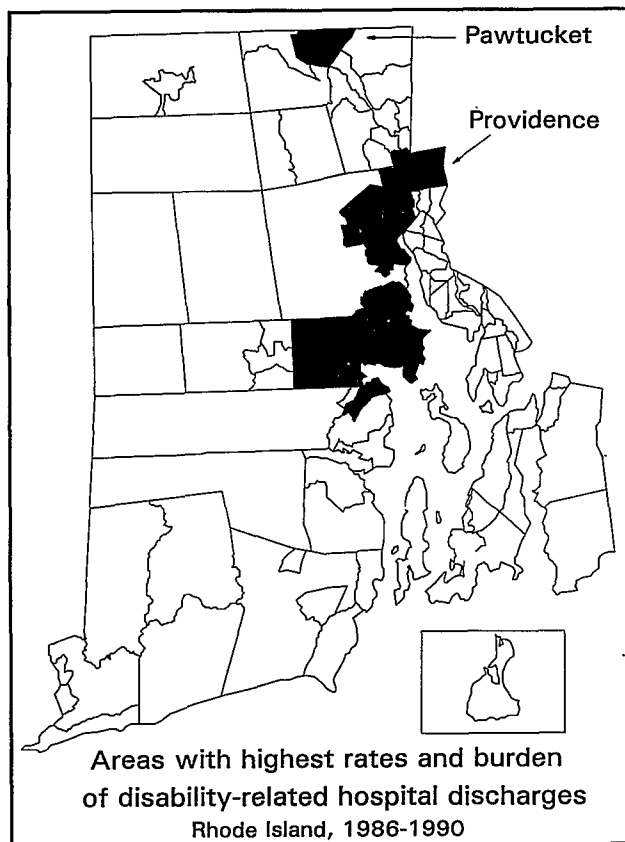 Pawtucket
Providence
Areas with highest rates and burden
of disability-related hospital discharges
Rhode Island, 1986-1990